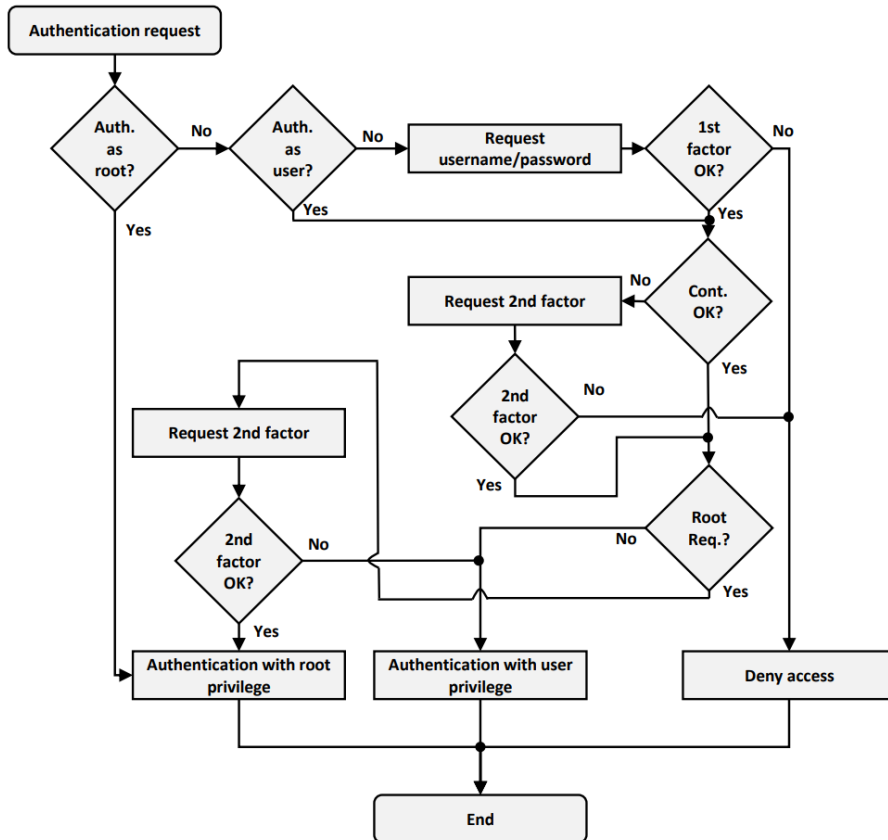 Authentication request
Auth.
as
root?
No
Auth.
as
user?
No
Request
username/password
1st
factor
OK?
No
Yes
Yes
Yes
Cont.
OK?
No
Request 2nd factor
Yes
2nd
factor
OK?
No
Yes
Request 2nd factor
Root
Req.?
No
Yes
2nd
factor
OK?
No
Yes
Authentication with root
privilege
Authentication with user
privilege
Deny access
End